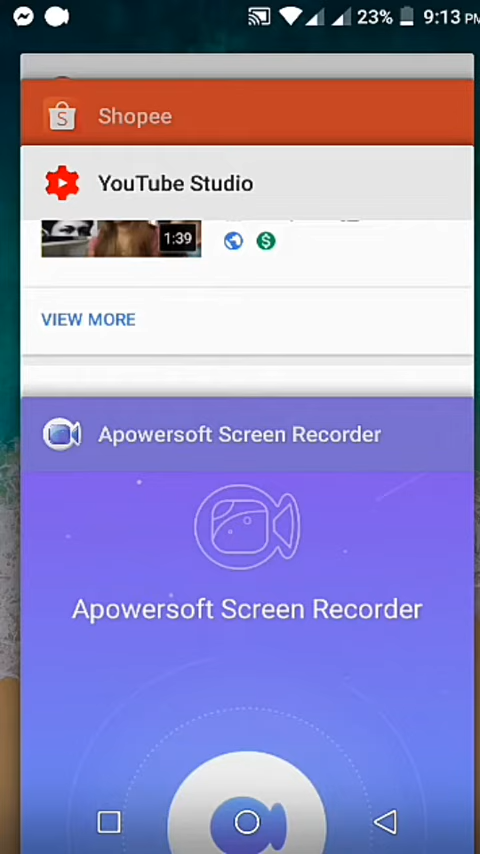 23% 9:13 PM
Shopee
YouTube Studio
1:39
VIEW MORE
Apowersoft Screen Recorder
Apowersoft Screen Recorder